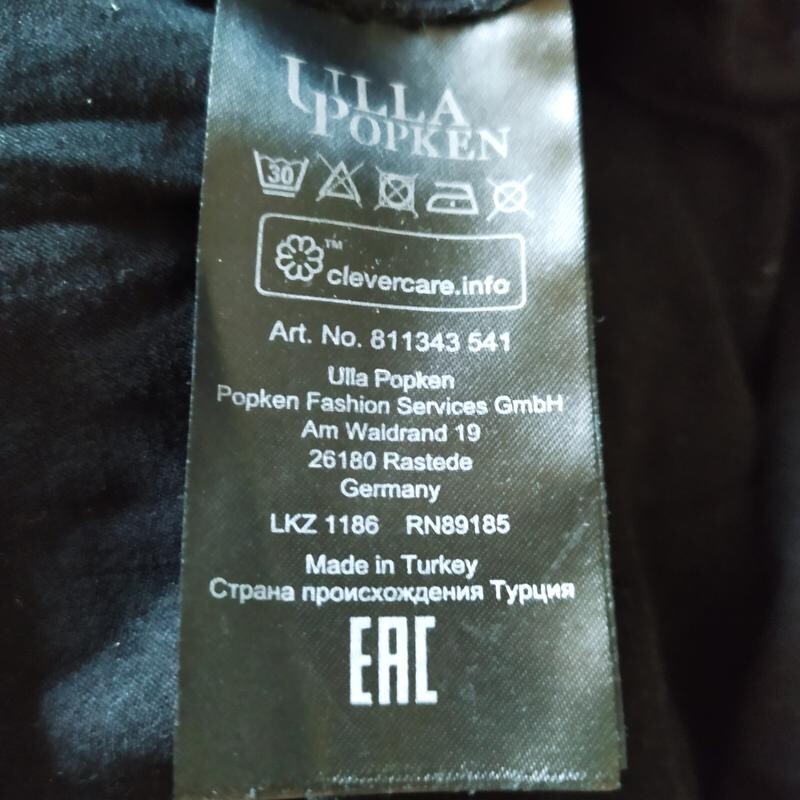 ULLA
POPKEN
30
™
clevercare.info
Art. No. 811343 541
Ulla Popken
Popken Fashion Services GmbH
Am Waldrand 19
26180 Rastede
Germany
LKZ 1186 RN89185
Made in Turkey
Страна происхождения Турция
EAC